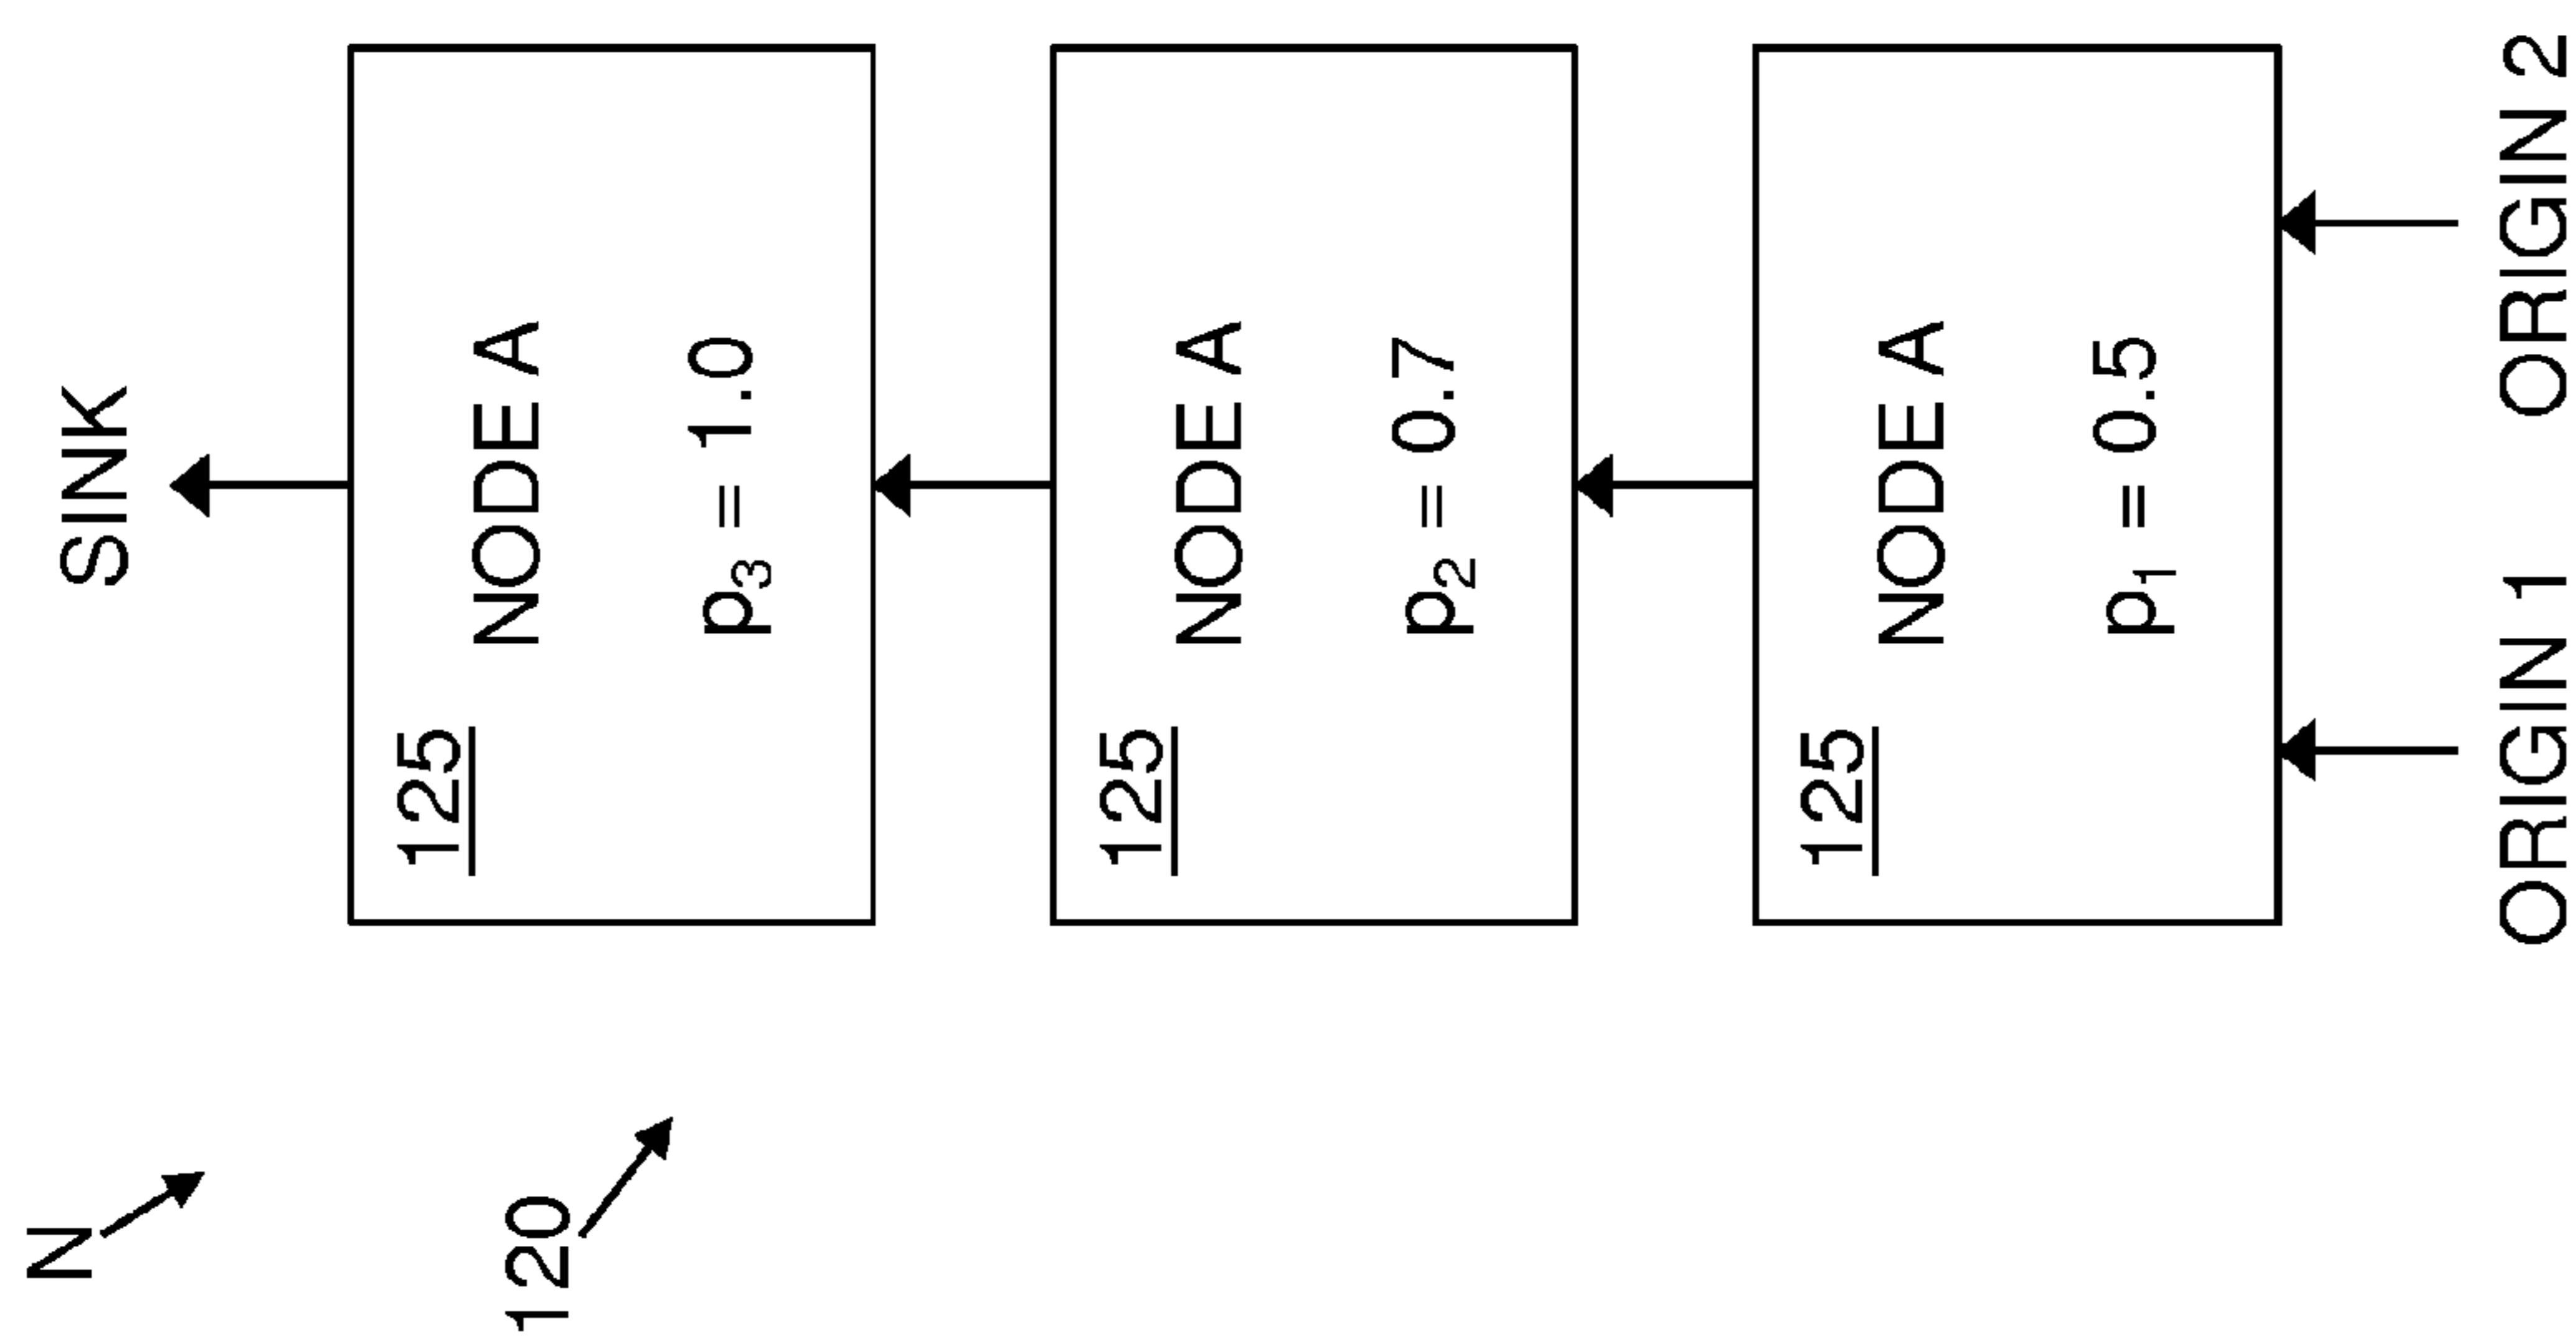 N
SINK
120
125
NODE A
p₃ = 1.0
125
NODE A
p₂ = 0.7
125
NODE A
p₁ = 0.5
ORIGIN 1
ORIGIN 2